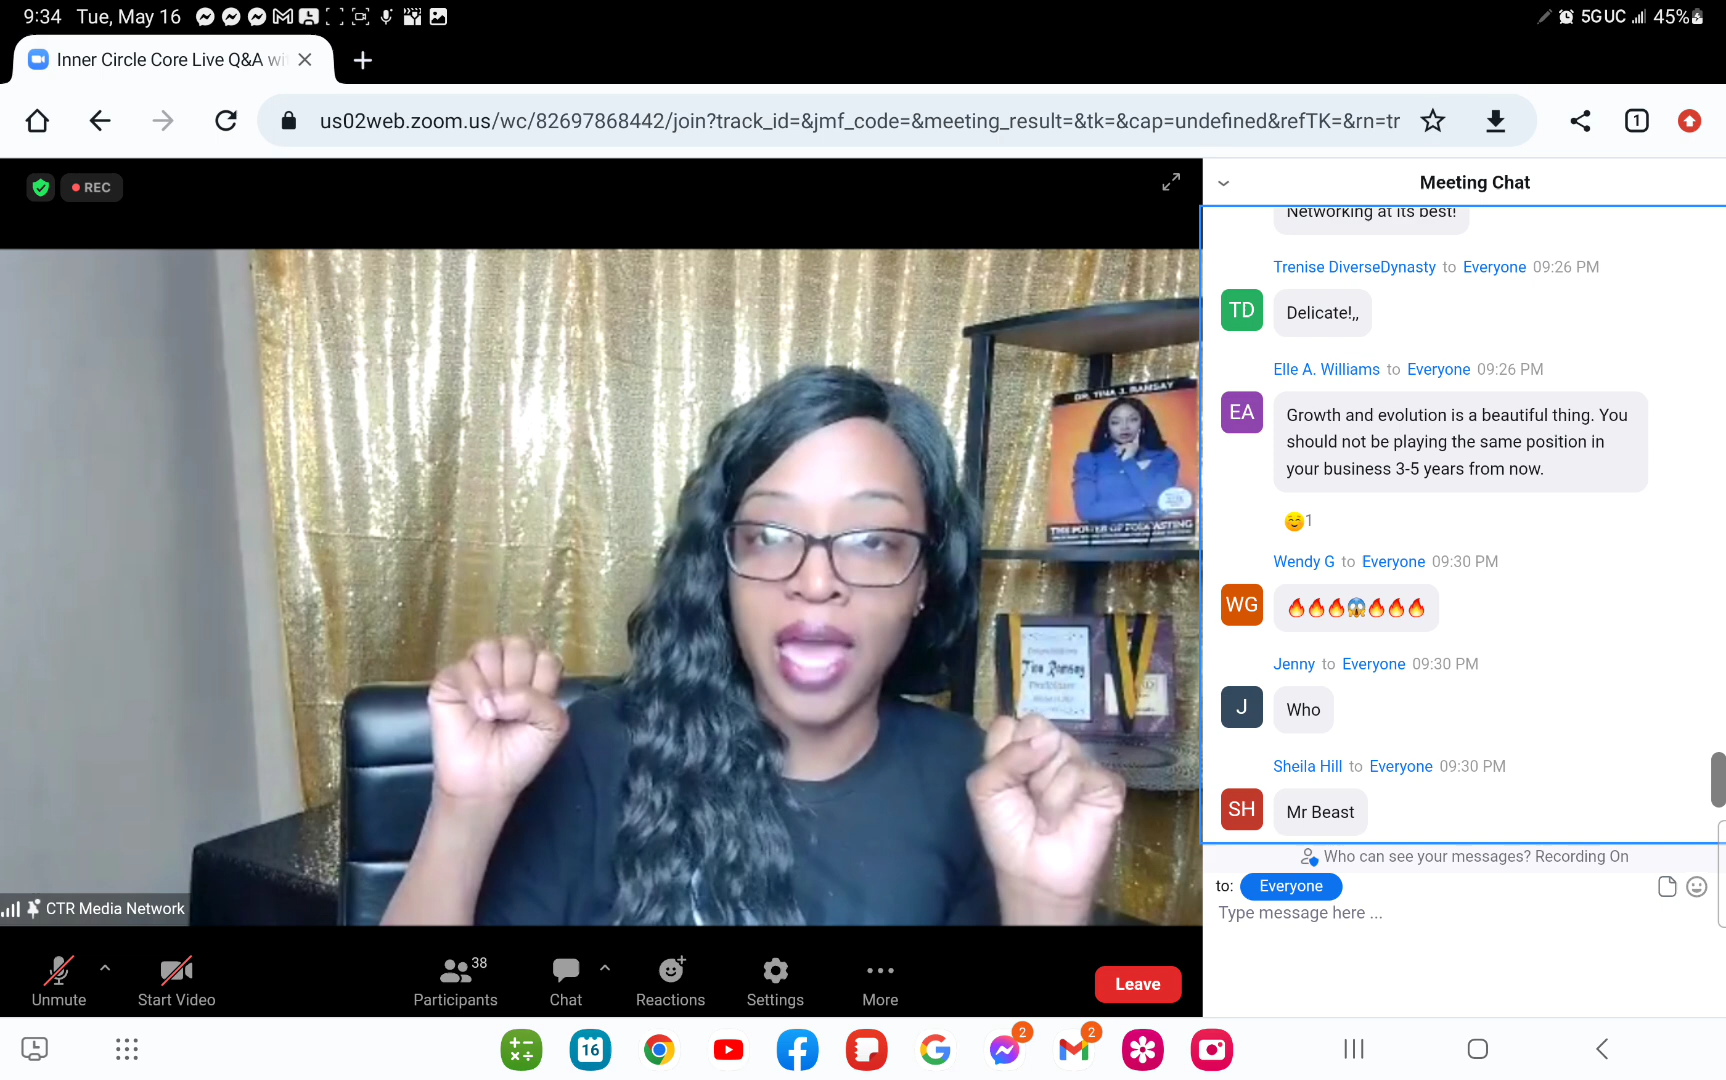 9:34 Tue, May 16
5GUC 45%
Inner Circle Core Live Q&A wi
us02web.zoom.us/wc/82697868442/join?track_id=&jmf_code=&meeting_result=&tk=&cap=undefined&refTK=&rn=tr
1
REC
DR. TINA J. RAMSAY
THE POWER OF PODCASTING
Tina Ramsay
CTR Media Network
Unmute
Start Video
38
Participants
Chat
Reactions
Settings
More
Leave
Meeting Chat
Networking at its best!
Trenise DiverseDynasty to Everyone 09:26 PM
TD
Delicate!,,
Elle A. Williams to Everyone 09:26 PM
EA
Growth and evolution is a beautiful thing. You
should not be playing the same position in
your business 3-5 years from now.
1
Wendy G to Everyone 09:30 PM
WG
🔥🔥🔥😱🔥🔥🔥
Jenny to Everyone 09:30 PM
J
Who
Sheila Hill to Everyone 09:30 PM
SH
Mr Beast
Who can see your messages? Recording On
to: Everyone
Type message here ...
16
2
2